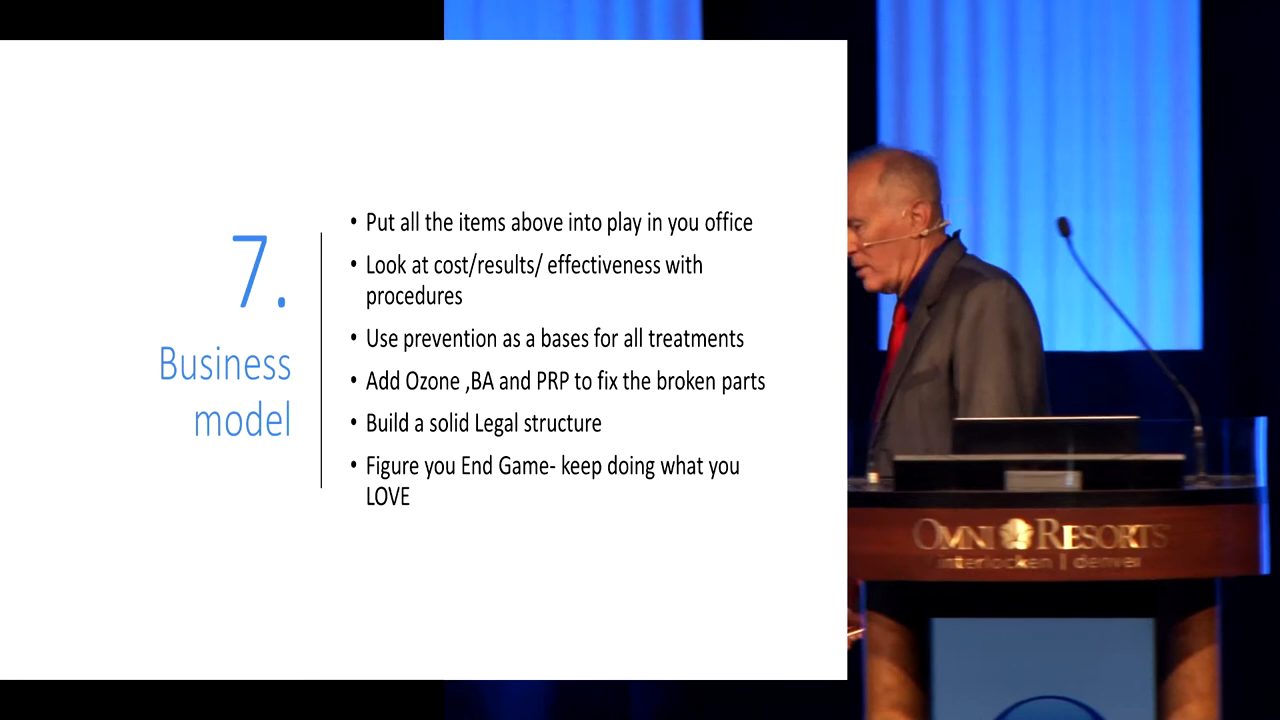 7.
Business
model
• Put all the items above into play in you office
• Look at cost/results/ effectiveness with
procedures
• Use prevention as a bases for all treatments
• Add Ozone ,BA and PRP to fix the broken parts
• Build a solid Legal structure
• Figure you End Game- keep doing what you
LOVE
OMNI RESORTS
interlocken | denver